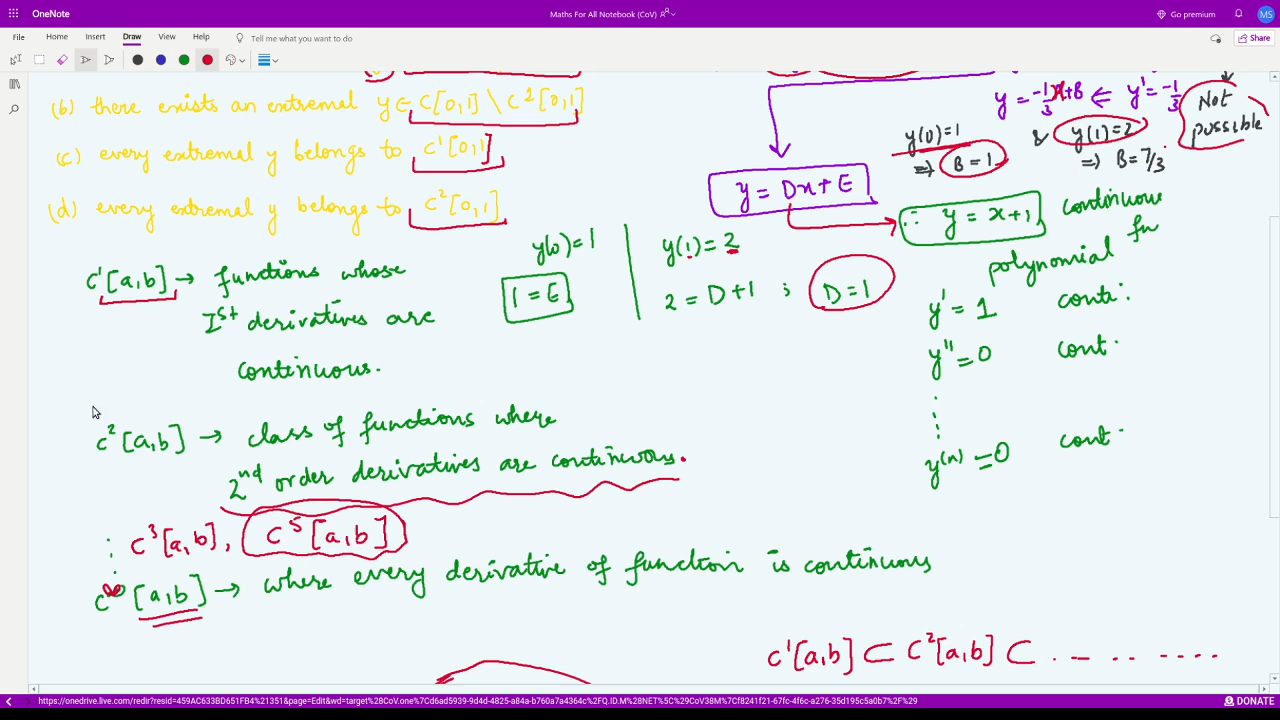 OneNote
Maths For All Notebook (CoV)
Go premium
MS
File Home Insert Draw View Help Tell me what you want to do
Share
(b) there exists an extremal y ∈ C[0,1] \ C²[0,1]
(c) every extremal y belongs to C'[0,1]
(d) every extremal y belongs to C²[0,1]
y = -1/3 x+B ⇐ y' = -1/3
Not possible
y(0)=1
⇒ B=1
& y(1)=2
⇒ B=7/3
y = Dx+E
∴ y = x+1, continuous
polynomial fn
y(0)=1
1 = E
y(1)=2
2 = D+1 ; D=1
y' = 1 conti.
y'' = 0 cont.
y(n) = 0 cont.
C'[a,b] → functions whose
Ist derivatives are
continuous.
C²[a,b] → class of functions where
2nd order derivatives are continuous.
: C³[a,b], C⁵[a,b]
C∞[a,b] → where every derivative of function is continuous
C'[a,b] ⊂ C²[a,b] ⊂ . — . . . . . .
DONATE